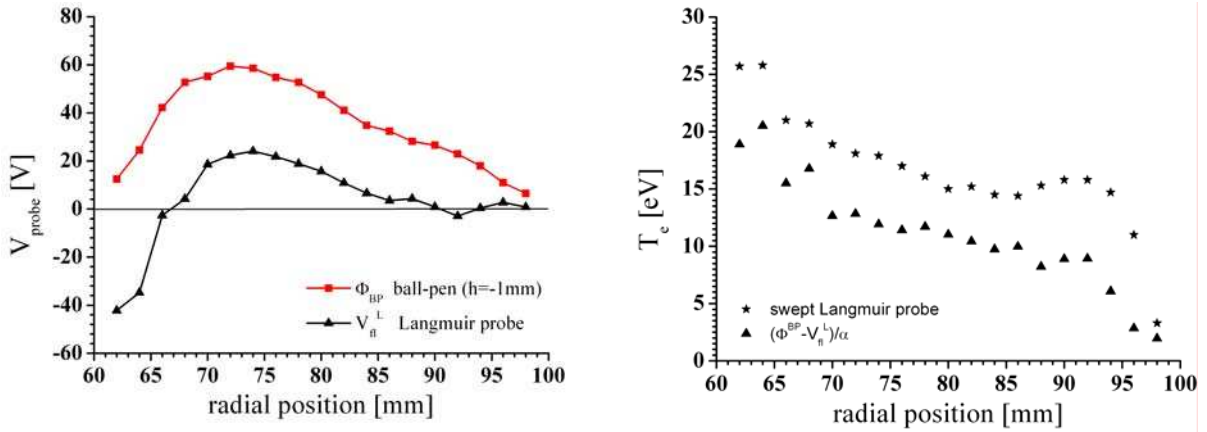 80
60
40
20
0
-20
-40
-60
V_probe [V]
Φ_BP ball-pen (h=-1mm)
V_fl^L Langmuir probe
60 65 70 75 80 85 90 95 100
radial position [mm]
30
25
20
15
10
5
0
T_e [eV]
swept Langmuir probe
(Φ^BP-V_fl^L)/α
60 65 70 75 80 85 90 95 100
radial position [mm]